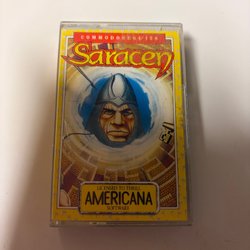 COMMODORE 64/128
Saracen
LICENSED TO THRILL
AMERICANA
SOFTWARE